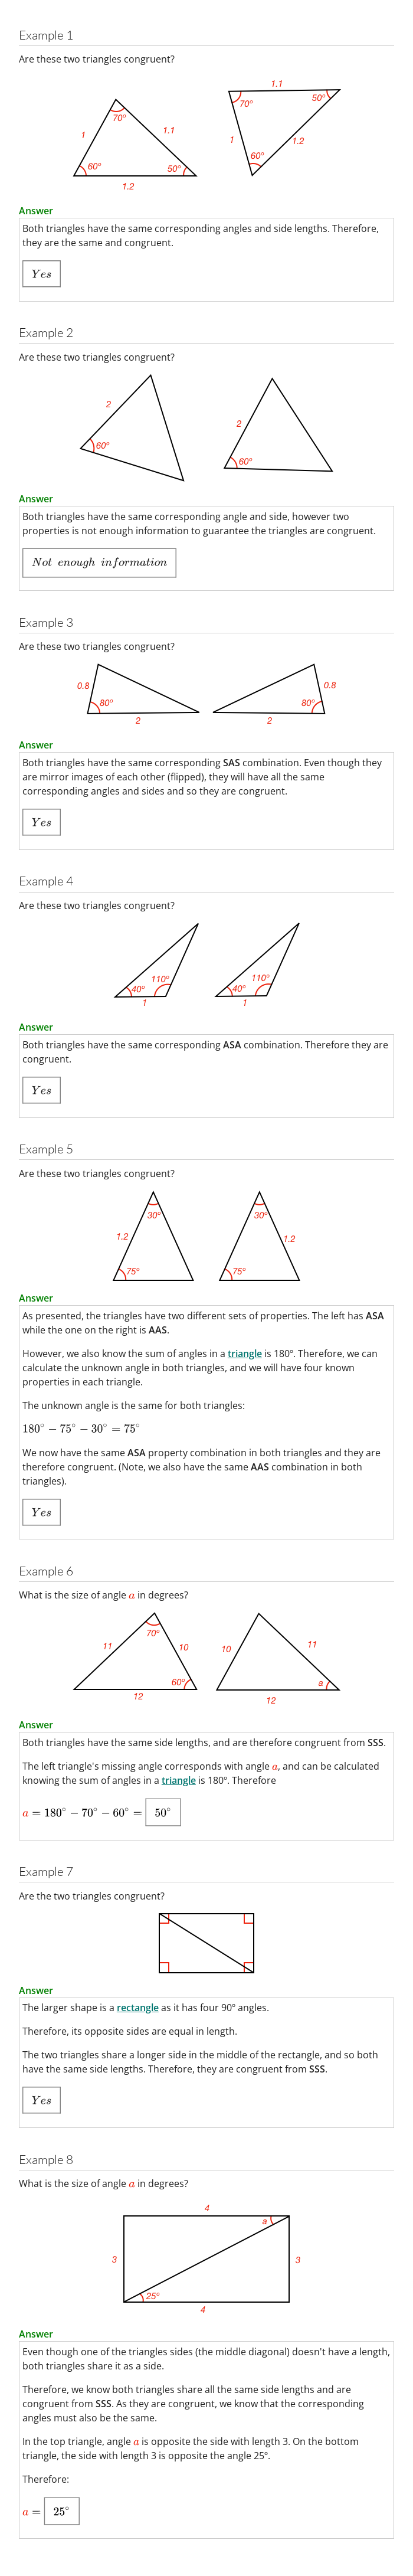 Example 1
Are these two triangles congruent?
1.1
70° 50°
1 70° 1.1
1 1.2
60° 50° 60°
1.2
Answer
Both triangles have the same corresponding angles and side lengths. Therefore,
they are the same and congruent.
Yes
Example 2
Are these two triangles congruent?
2
2
60°
60°
Answer
Both triangles have the same corresponding angle and side, however two
properties is not enough information to guarantee the triangles are congruent.
Not enough information
Example 3
Are these two triangles congruent?
0.8 0.8
80° 80°
2 2
Answer
Both triangles have the same corresponding SAS combination. Even though they
are mirror images of each other (flipped), they will have all the same
corresponding angles and sides and so they are congruent.
Yes
Example 4
Are these two triangles congruent?
110° 110°
40° 40°
1 1
Answer
Both triangles have the same corresponding ASA combination. Therefore they are
congruent.
Yes
Example 5
Are these two triangles congruent?
30° 30°
1.2 1.2
75° 75°
Answer
As presented, the triangles have two different sets of properties. The left has ASA
while the one on the right is AAS.
However, we also know the sum of angles in a triangle is 180°. Therefore, we can
calculate the unknown angle in both triangles, and we will have four known
properties in each triangle.
The unknown angle is the same for both triangles:
180° − 75° − 30° = 75°
We now have the same ASA property combination in both triangles and they are
therefore congruent. (Note, we also have the same AAS combination in both
triangles).
Yes
Example 6
What is the size of angle a in degrees?
70°
11 10 10 11
60° a
12 12
Answer
Both triangles have the same side lengths, and are therefore congruent from SSS.
The left triangle's missing angle corresponds with angle a, and can be calculated
knowing the sum of angles in a triangle is 180°. Therefore
a = 180° − 70° − 60° = 50°
Example 7
Are the two triangles congruent?
Answer
The larger shape is a rectangle as it has four 90° angles.
Therefore, its opposite sides are equal in length.
The two triangles share a longer side in the middle of the rectangle, and so both
have the same side lengths. Therefore, they are congruent from SSS.
Yes
Example 8
What is the size of angle a in degrees?
4
a
3 3
25°
4
Answer
Even though one of the triangles sides (the middle diagonal) doesn't have a length,
both triangles share it as a side.
Therefore, we know both triangles share all the same side lengths and are
congruent from SSS. As they are congruent, we know that the corresponding
angles must also be the same.
In the top triangle, angle a is opposite the side with length 3. On the bottom
triangle, the side with length 3 is opposite the angle 25°.
Therefore:
a = 25°